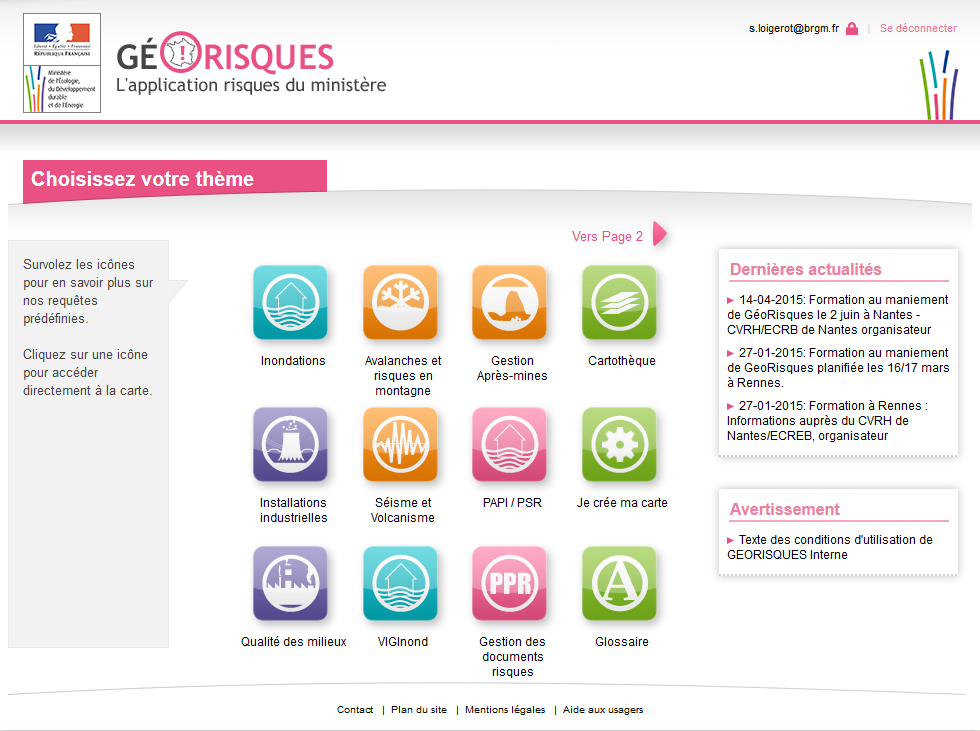 Liberté • Égalité • Fraternité
RÉPUBLIQUE FRANÇAISE
Ministère
de l'Écologie,
du Développement
durable
et de l'Énergie
GÉORISQUES
L'application risques du ministère
s.loigerot@brgm.fr | Se déconnecter
Choisissez votre thème
Survolez les icônes
pour en savoir plus sur
nos requêtes
prédéfinies.
Cliquez sur une icône
pour accéder
directement à la carte.
Vers Page 2
Inondations
Avalanches et
risques en
montagne
Gestion
Après-mines
Cartothèque
Installations
industrielles
Séisme et
Volcanisme
PAPI / PSR
Je crée ma carte
Qualité des milieux
VIGInond
PPR
Gestion des
documents
risques
A
Glossaire
Dernières actualités
14-04-2015: Formation au maniement
de GéoRisques le 2 juin à Nantes -
CVRH/ECRB de Nantes organisateur
27-01-2015: Formation au maniement
de GeoRisques planifiée les 16/17 mars
à Rennes.
27-01-2015: Formation à Rennes :
Informations auprès du CVRH de
Nantes/ECREB, organisateur
Avertissement
Texte des conditions d'utilisation de
GEORISQUES Interne
Contact | Plan du site | Mentions légales | Aide aux usagers